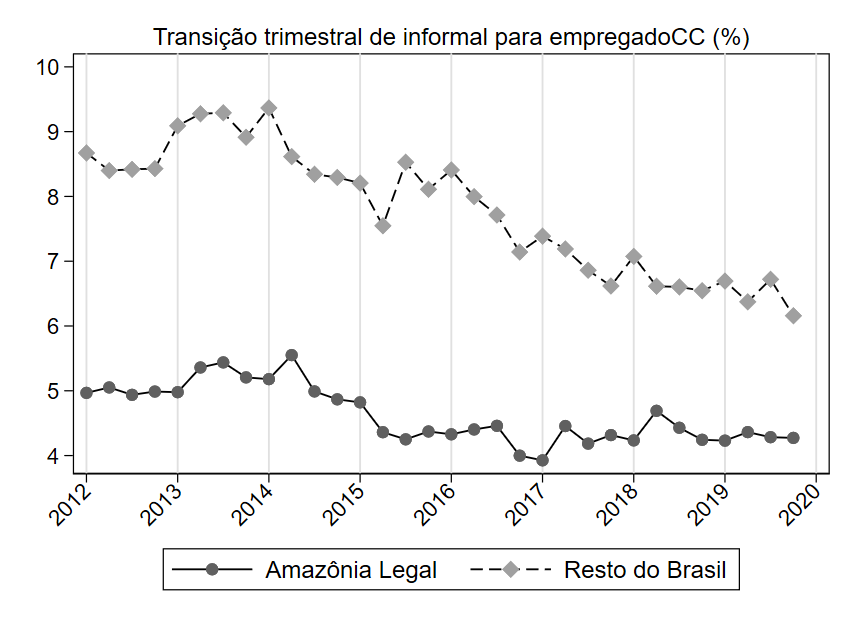 Transição trimestral de informal para empregadoCC (%)
10
9
8
7
6
5
4
2012 2013 2014 2015 2016 2017 2018 2019 2020
Amazônia Legal Resto do Brasil